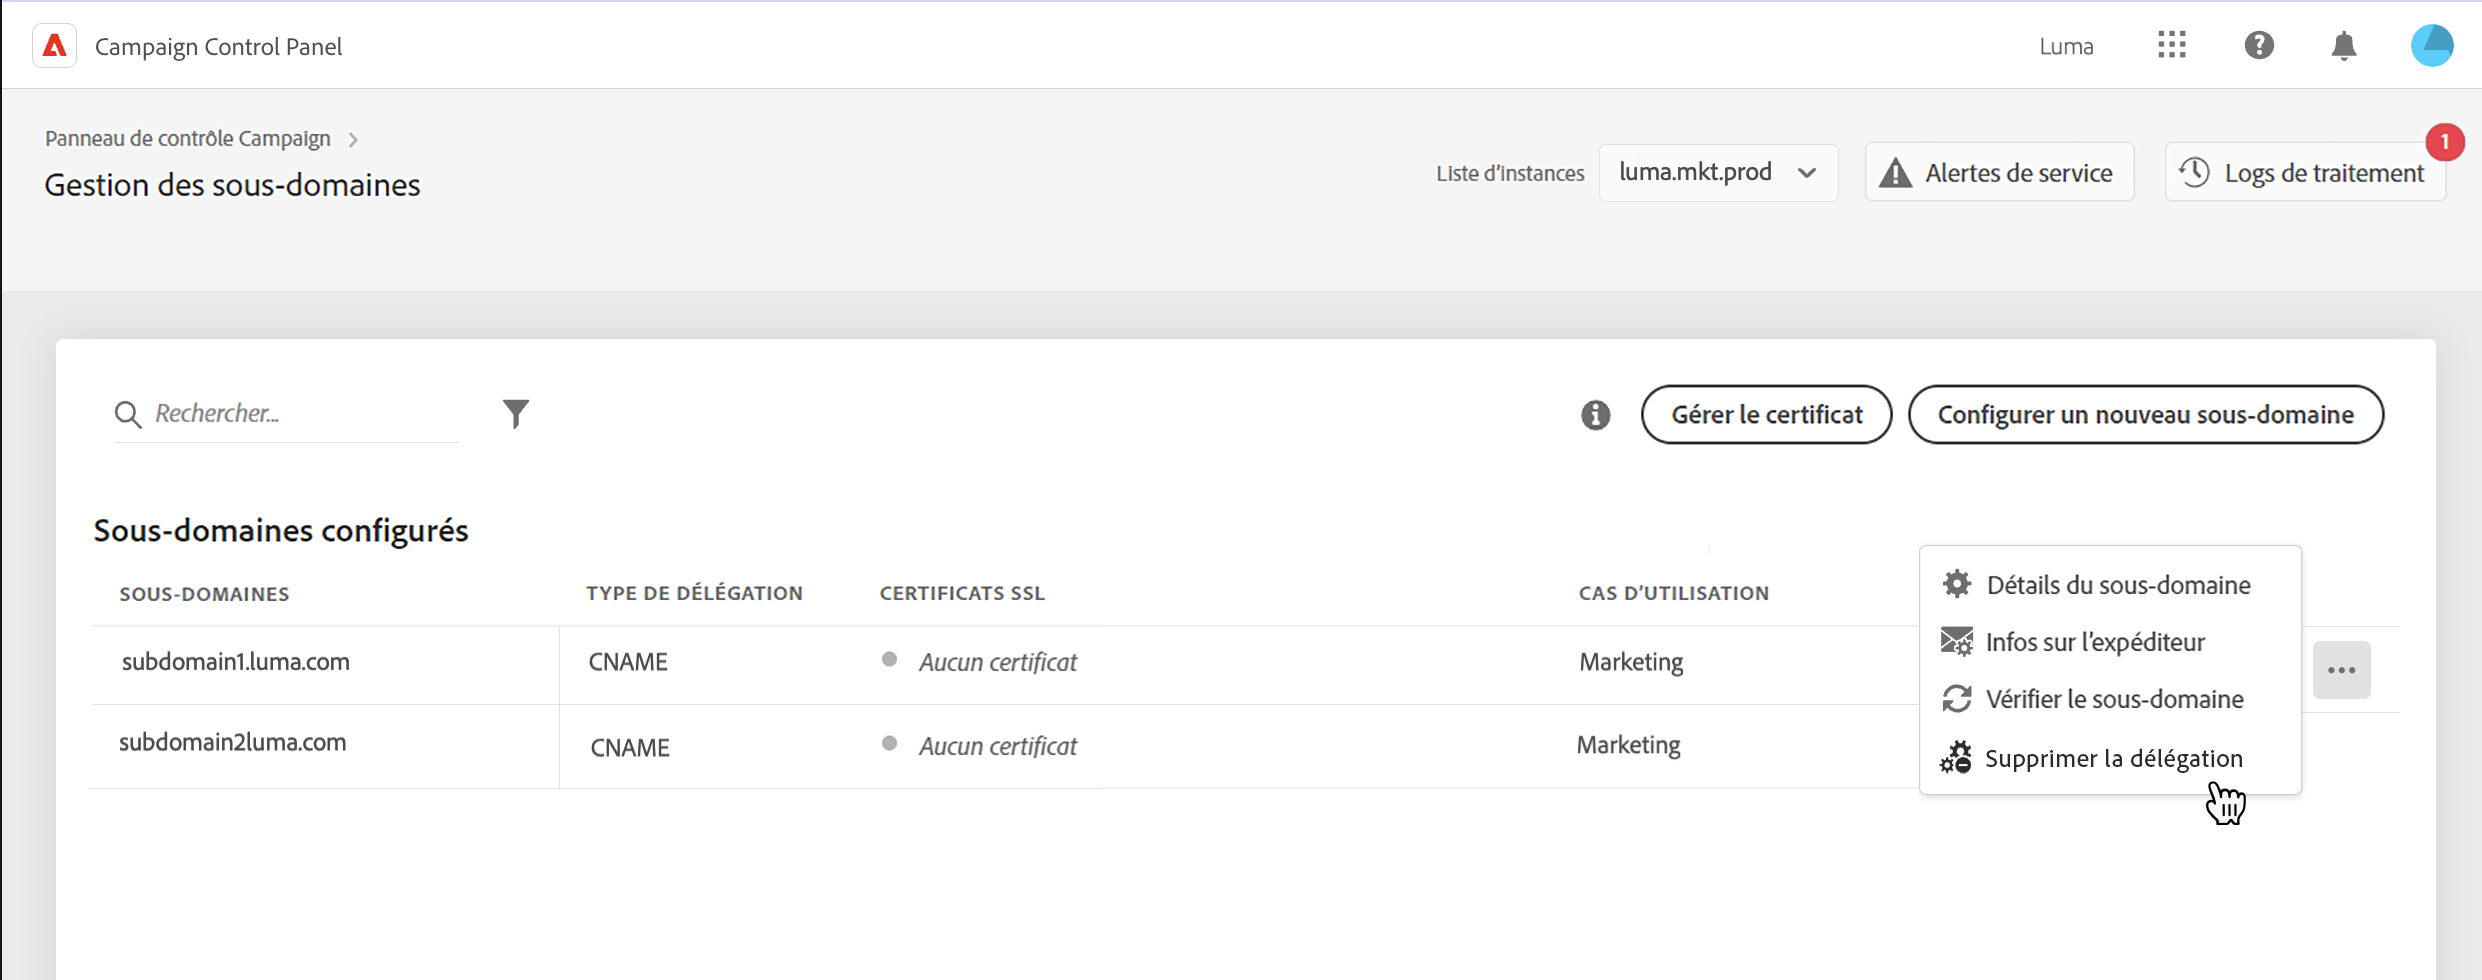 Campaign Control Panel
Luma
Panneau de contrôle Campaign
Gestion des sous-domaines
Liste d'instances
luma.mkt.prod
Alertes de service
Logs de traitement
1
Rechercher...
Gérer le certificat
Configurer un nouveau sous-domaine
Sous-domaines configurés
SOUS-DOMAINES TYPE DE DÉLÉGATION CERTIFICATS SSL CAS D'UTILISATION
subdomain1.luma.com CNAME Aucun certificat Marketing
subdomain2luma.com CNAME Aucun certificat Marketing
Détails du sous-domaine
Infos sur l'expéditeur
Vérifier le sous-domaine
Supprimer la délégation